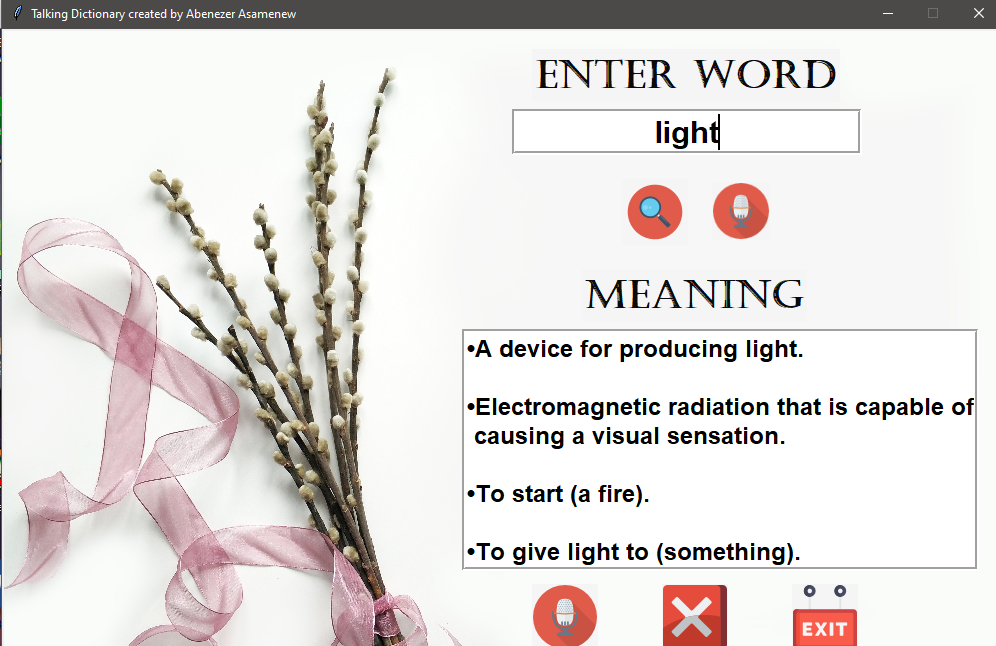 Talking Dictionary created by Abenezer Asamenew
ENTER WORD
light
MEANING
•A device for producing light.
•Electromagnetic radiation that is capable of
causing a visual sensation.
•To start (a fire).
•To give light to (something).
EXIT